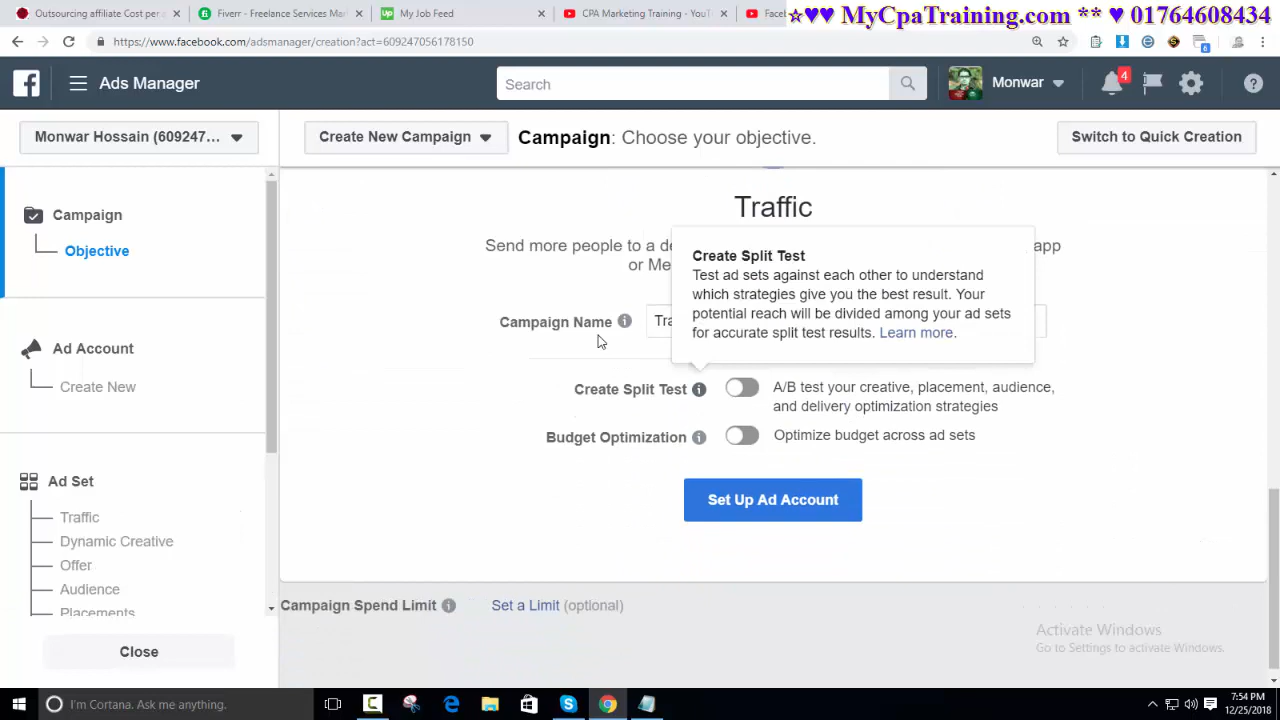 Outsourcing affiliate Cost per
Fiverr - Freelance Services Mar
My Job Feed
CPA Marketing Training - You
Faceb
☆♥♥ MyCpaTraining.com ** ♥ 01764608434
https://www.facebook.com/adsmanager/creation?act=609247056178150
6
Ads Manager
Search
Monwar
4
Monwar Hossain (609247...
Create New Campaign
Campaign: Choose your objective.
Switch to Quick Creation
Campaign
Objective
Ad Account
Create New
Ad Set
Traffic
Dynamic Creative
Offer
Audience
Placements
Close
Traffic
Send more people to a de
app
or Me
Create Split Test
Test ad sets against each other to understand
which strategies give you the best result. Your
potential reach will be divided among your ad sets
for accurate split test results. Learn more.
Campaign Name
Tra
Create Split Test
A/B test your creative, placement, audience,
and delivery optimization strategies
Budget Optimization
Optimize budget across ad sets
Set Up Ad Account
Campaign Spend Limit
Set a Limit (optional)
Activate Windows
Go to Settings to activate Windows.
I'm Cortana. Ask me anything.
7:54 PM
12/25/2018